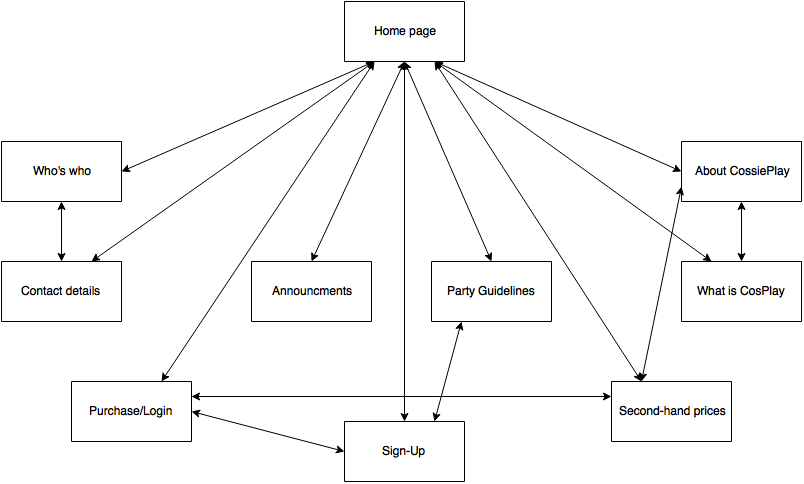 Home page
Who's who
About CossiePlay
Contact details
Announcments
Party Guidelines
What is CosPlay
Purchase/Login
Second-hand prices
Sign-Up